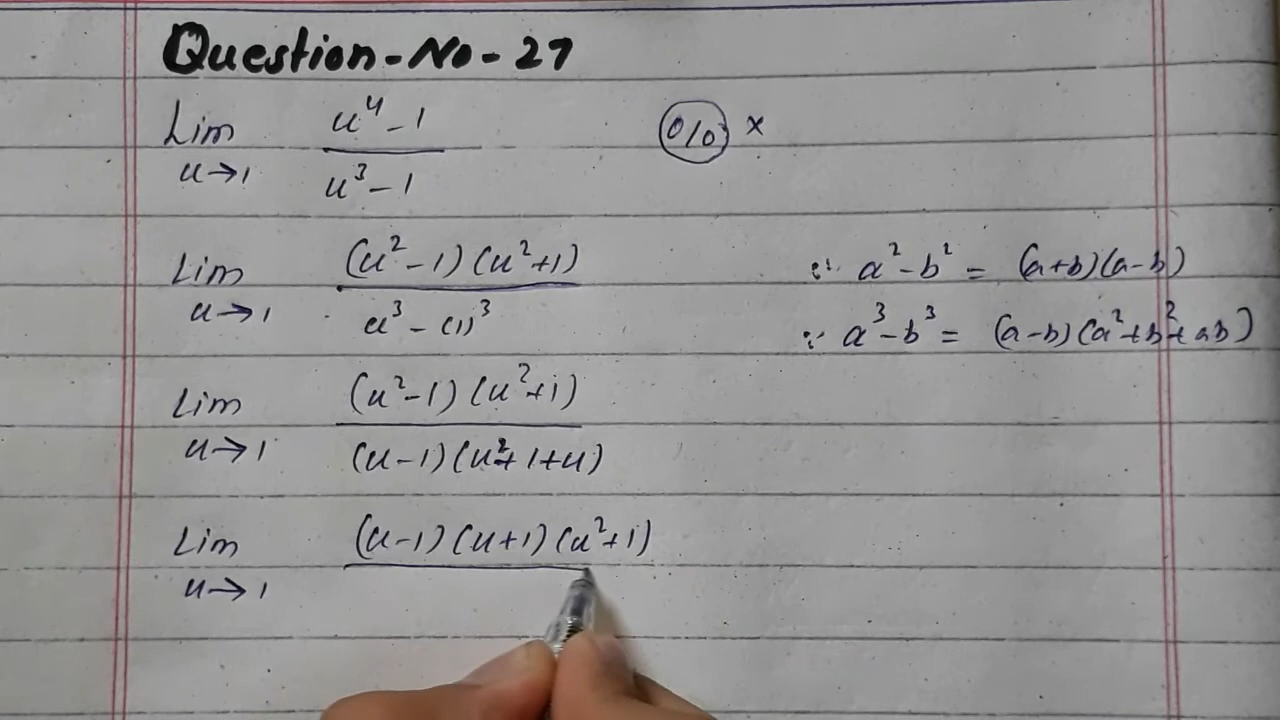 Question-No-27
Lim u→1 u⁴-1 / u³-1 0/0 ×
Lim u→1 (u²-1)(u²+1) / u³-(1)³ ∵ a²-b² = (a+b)(a-b)
∵ a³-b³ = (a-b)(a²+b²+ab)
Lim u→1 (u²-1)(u²+1) / (u-1)(u²+1+u)
Lim u→1 (u-1)(u+1)(u²+1)